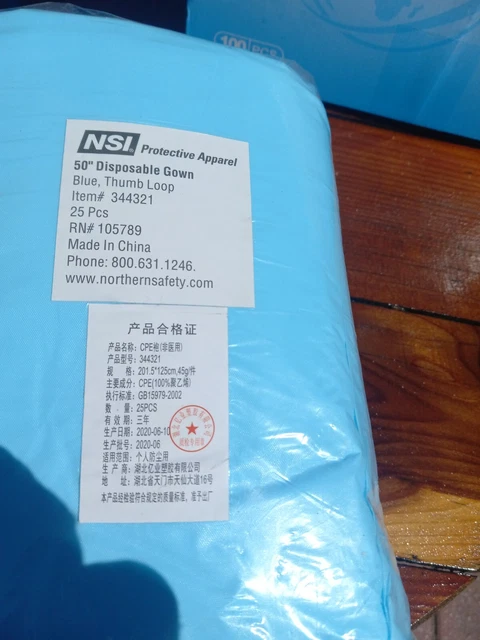 100 PCS
NSI Protective Apparel
50" Disposable Gown
Blue, Thumb Loop
Item# 344321
25 Pcs
RN# 105789
Made In China
Phone: 800.631.1246.
www.northernsafety.com
产品合格证
产品名称: CPE袍(非医用)
产品型号: 344321
规 格: 201.5*125cm,45g/件
主要成分: CPE(100%聚乙烯)
执行标准: GB15979-2002
数 量: 25PCS
有 效 期: 三年
生产日期: 2020-06-10
生产批号: 2020-06
适用范围: 个人防尘用
生 产 商: 湖北亿业塑胶有限公司
地 址: 湖北省天门市天仙大道16号
本产品经检验符合规定的质量标准, 准予出厂